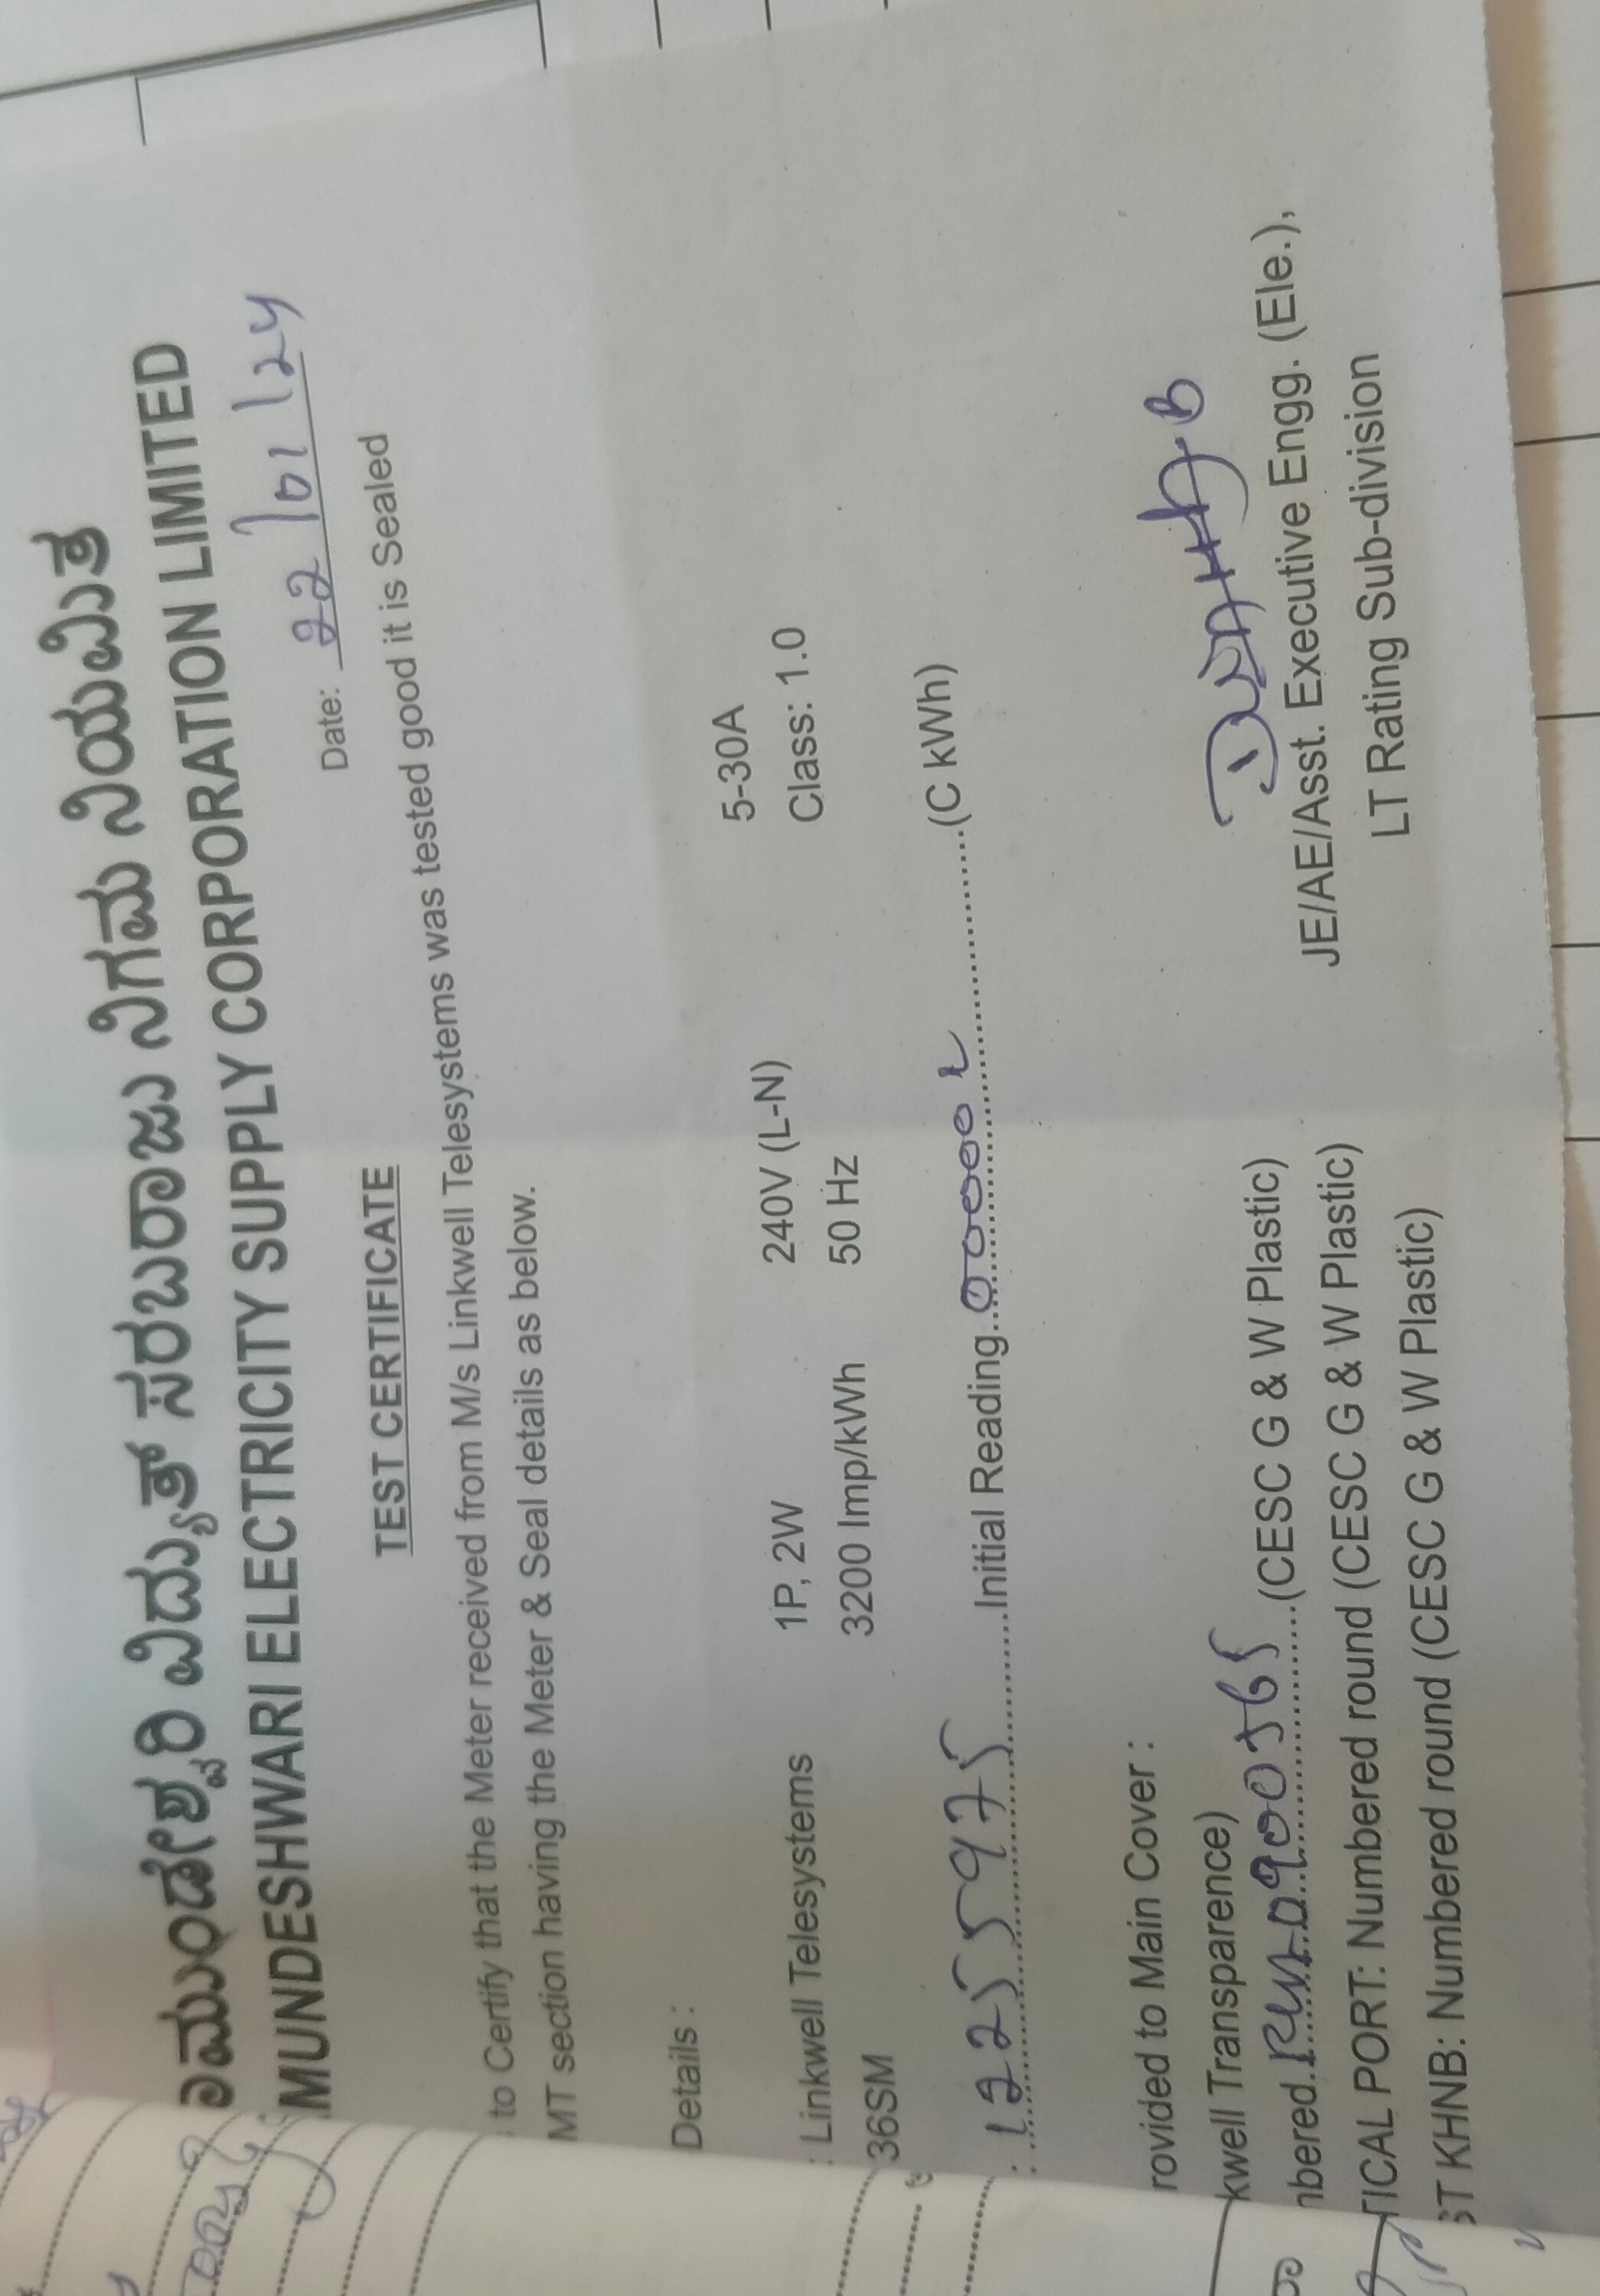 ಾಮುಂಡೇಶ್ವರಿ ವಿದ್ಯುತ್ ಸರಬರಾಜು ನಿಗಮ ನಿಯಮಿತ
MUNDESHWARI ELECTRICITY SUPPLY CORPORATION LIMITED
Date: 22/01/24
TEST CERTIFICATE
to Certify that the Meter received from M/s Linkwell Telesystems was tested good it is Sealed
MT section having the Meter & Seal details as below.
Details :
: Linkwell Telesystems 1P, 2W 240V (L-N) 5-30A
36SM 3200 Imp/kWh 50 Hz Class: 1.0
: 12255975 Initial Reading 00000 (C kWh)
rovided to Main Cover :
kwell Transparence)
nbered (CESC G & W Plastic)
TICAL PORT: Numbered round (CESC G & W Plastic)
ST KHNB: Numbered round (CESC G & W Plastic)
JE/AE/Asst. Executive Engg. (Ele.),
LT Rating Sub-division